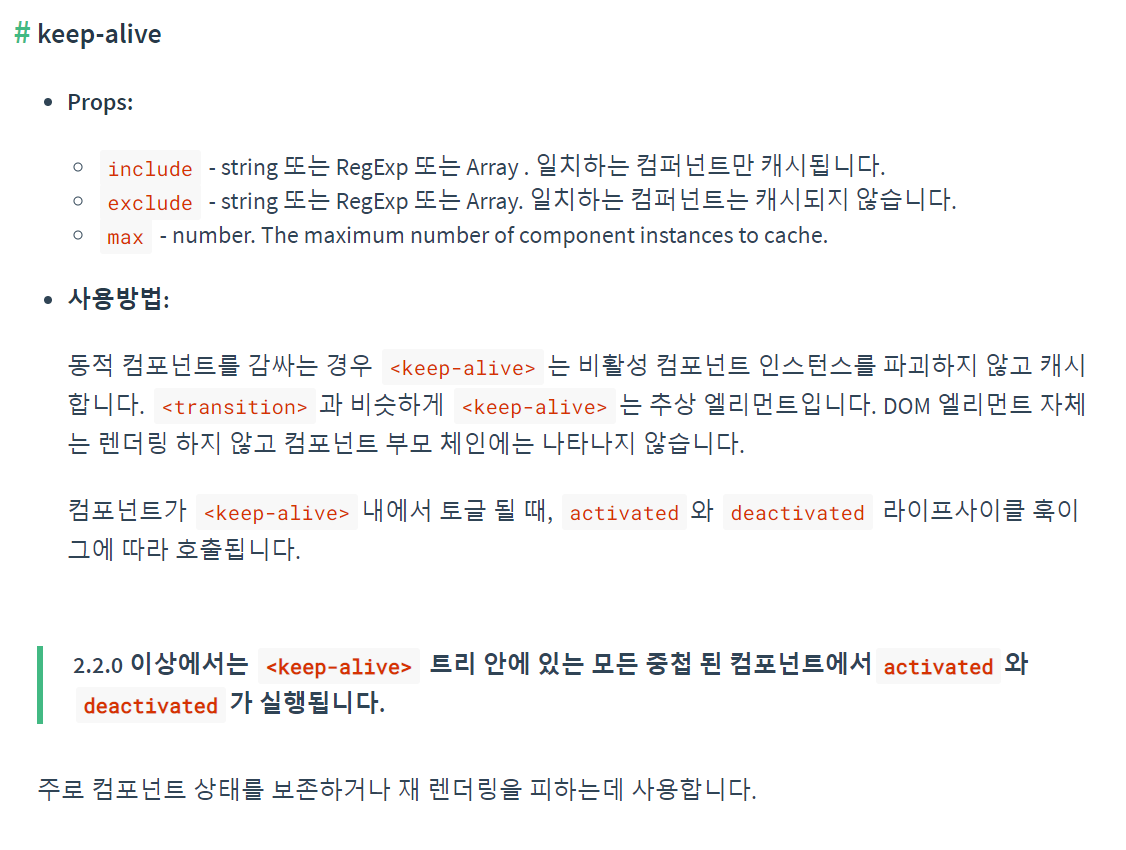 # keep-alive
Props:
include - string 또는 RegExp 또는 Array . 일치하는 컴퍼넌트만 캐시됩니다.
exclude - string 또는 RegExp 또는 Array. 일치하는 컴퍼넌트는 캐시되지 않습니다.
max - number. The maximum number of component instances to cache.
사용방법:
동적 컴포넌트를 감싸는 경우 <keep-alive> 는 비활성 컴포넌트 인스턴스를 파괴하지 않고 캐시
합니다. <transition> 과 비슷하게 <keep-alive> 는 추상 엘리먼트입니다. DOM 엘리먼트 자체
는 렌더링 하지 않고 컴포넌트 부모 체인에는 나타나지 않습니다.
컴포넌트가 <keep-alive> 내에서 토글 될 때, activated 와 deactivated 라이프사이클 훅이
그에 따라 호출됩니다.
2.2.0 이상에서는 <keep-alive> 트리 안에 있는 모든 중첩 된 컴포넌트에서 activated 와
deactivated 가 실행됩니다.
주로 컴포넌트 상태를 보존하거나 재 렌더링을 피하는데 사용합니다.